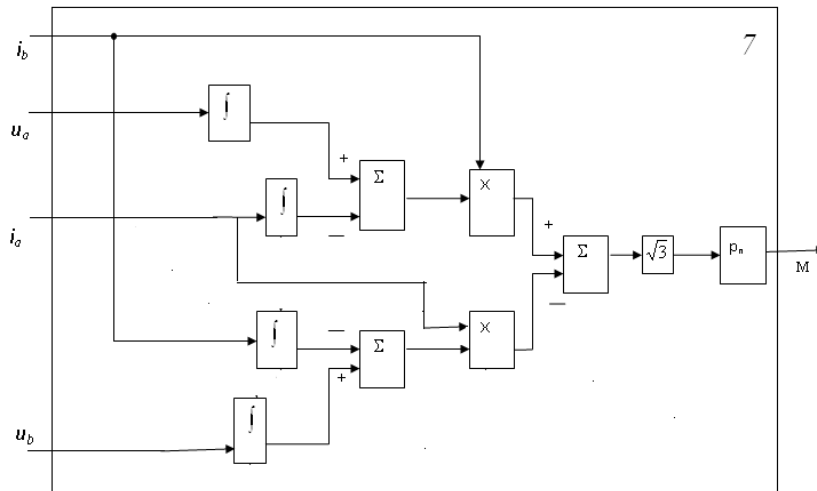 7
i_b
∫
u_a
+
Σ
ж
∫
i_a
—
+
Σ
√3
p_n
M
—
ж
∫
—
Σ
+
∫
u_b